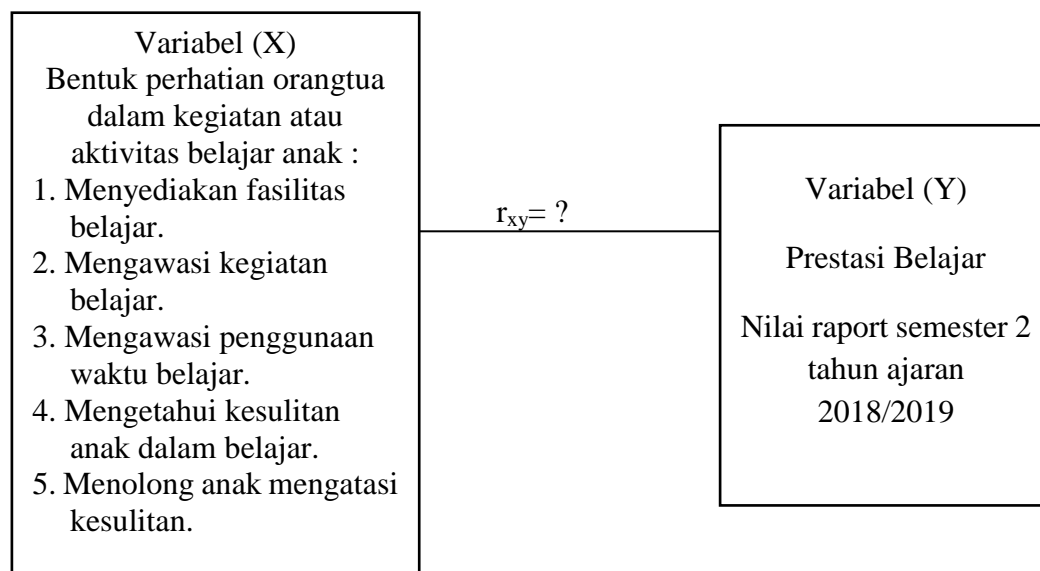 Variabel (X)
Bentuk perhatian orangtua
dalam kegiatan atau
aktivitas belajar anak :
1. Menyediakan fasilitas
belajar.
2. Mengawasi kegiatan
belajar.
3. Mengawasi penggunaan
waktu belajar.
4. Mengetahui kesulitan
anak dalam belajar.
5. Menolong anak mengatasi
kesulitan.
rxy= ?
Variabel (Y)
Prestasi Belajar
Nilai raport semester 2
tahun ajaran
2018/2019